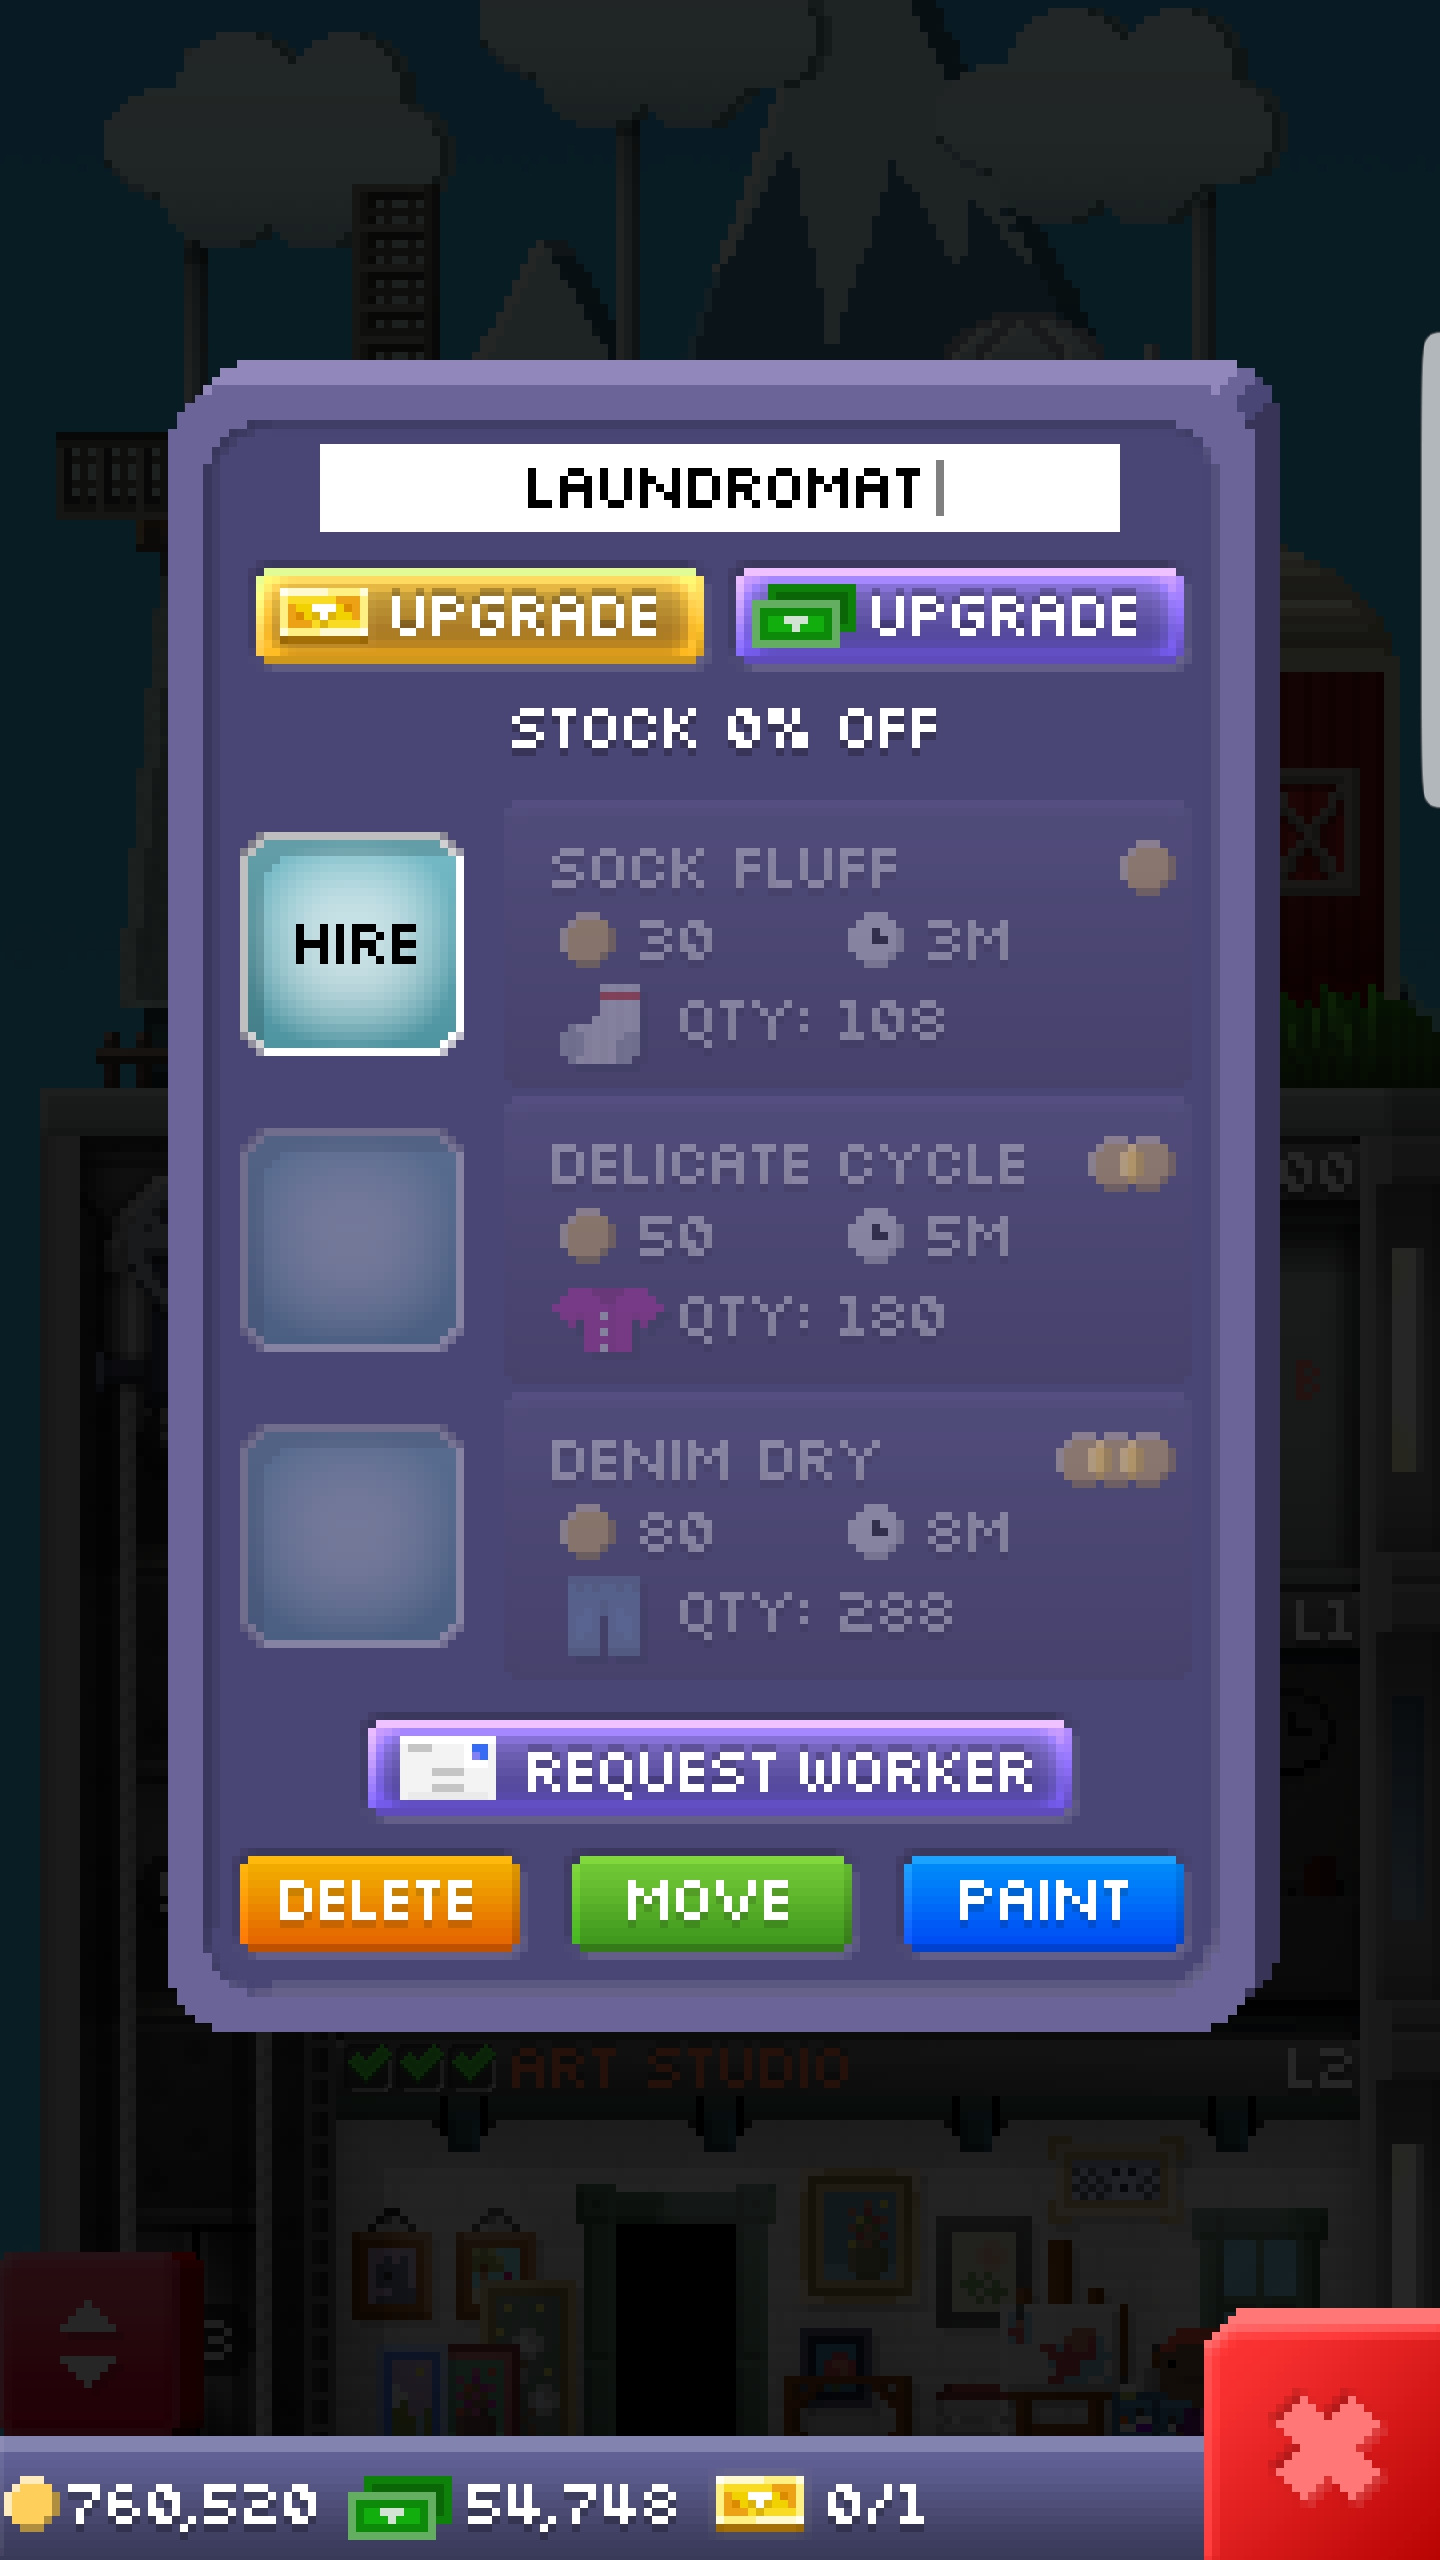 LAUNDROMAT
UPGRADE UPGRADE
STOCK 0% OFF
HIRE
SOCK FLUFF
30 3M
QTY: 108
DELICATE CYCLE
50 5M
QTY: 180
DENIM DRY
80 8M
QTY: 288
REQUEST WORKER
DELETE MOVE PAINT
00
B
L1
ART STUDIO L2
760,520 54,748 0/1